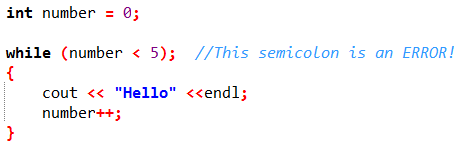 int number = 0;
while (number < 5);  //This semicolon is an ERROR!
{
    cout << "Hello" <<endl;
    number++;
}